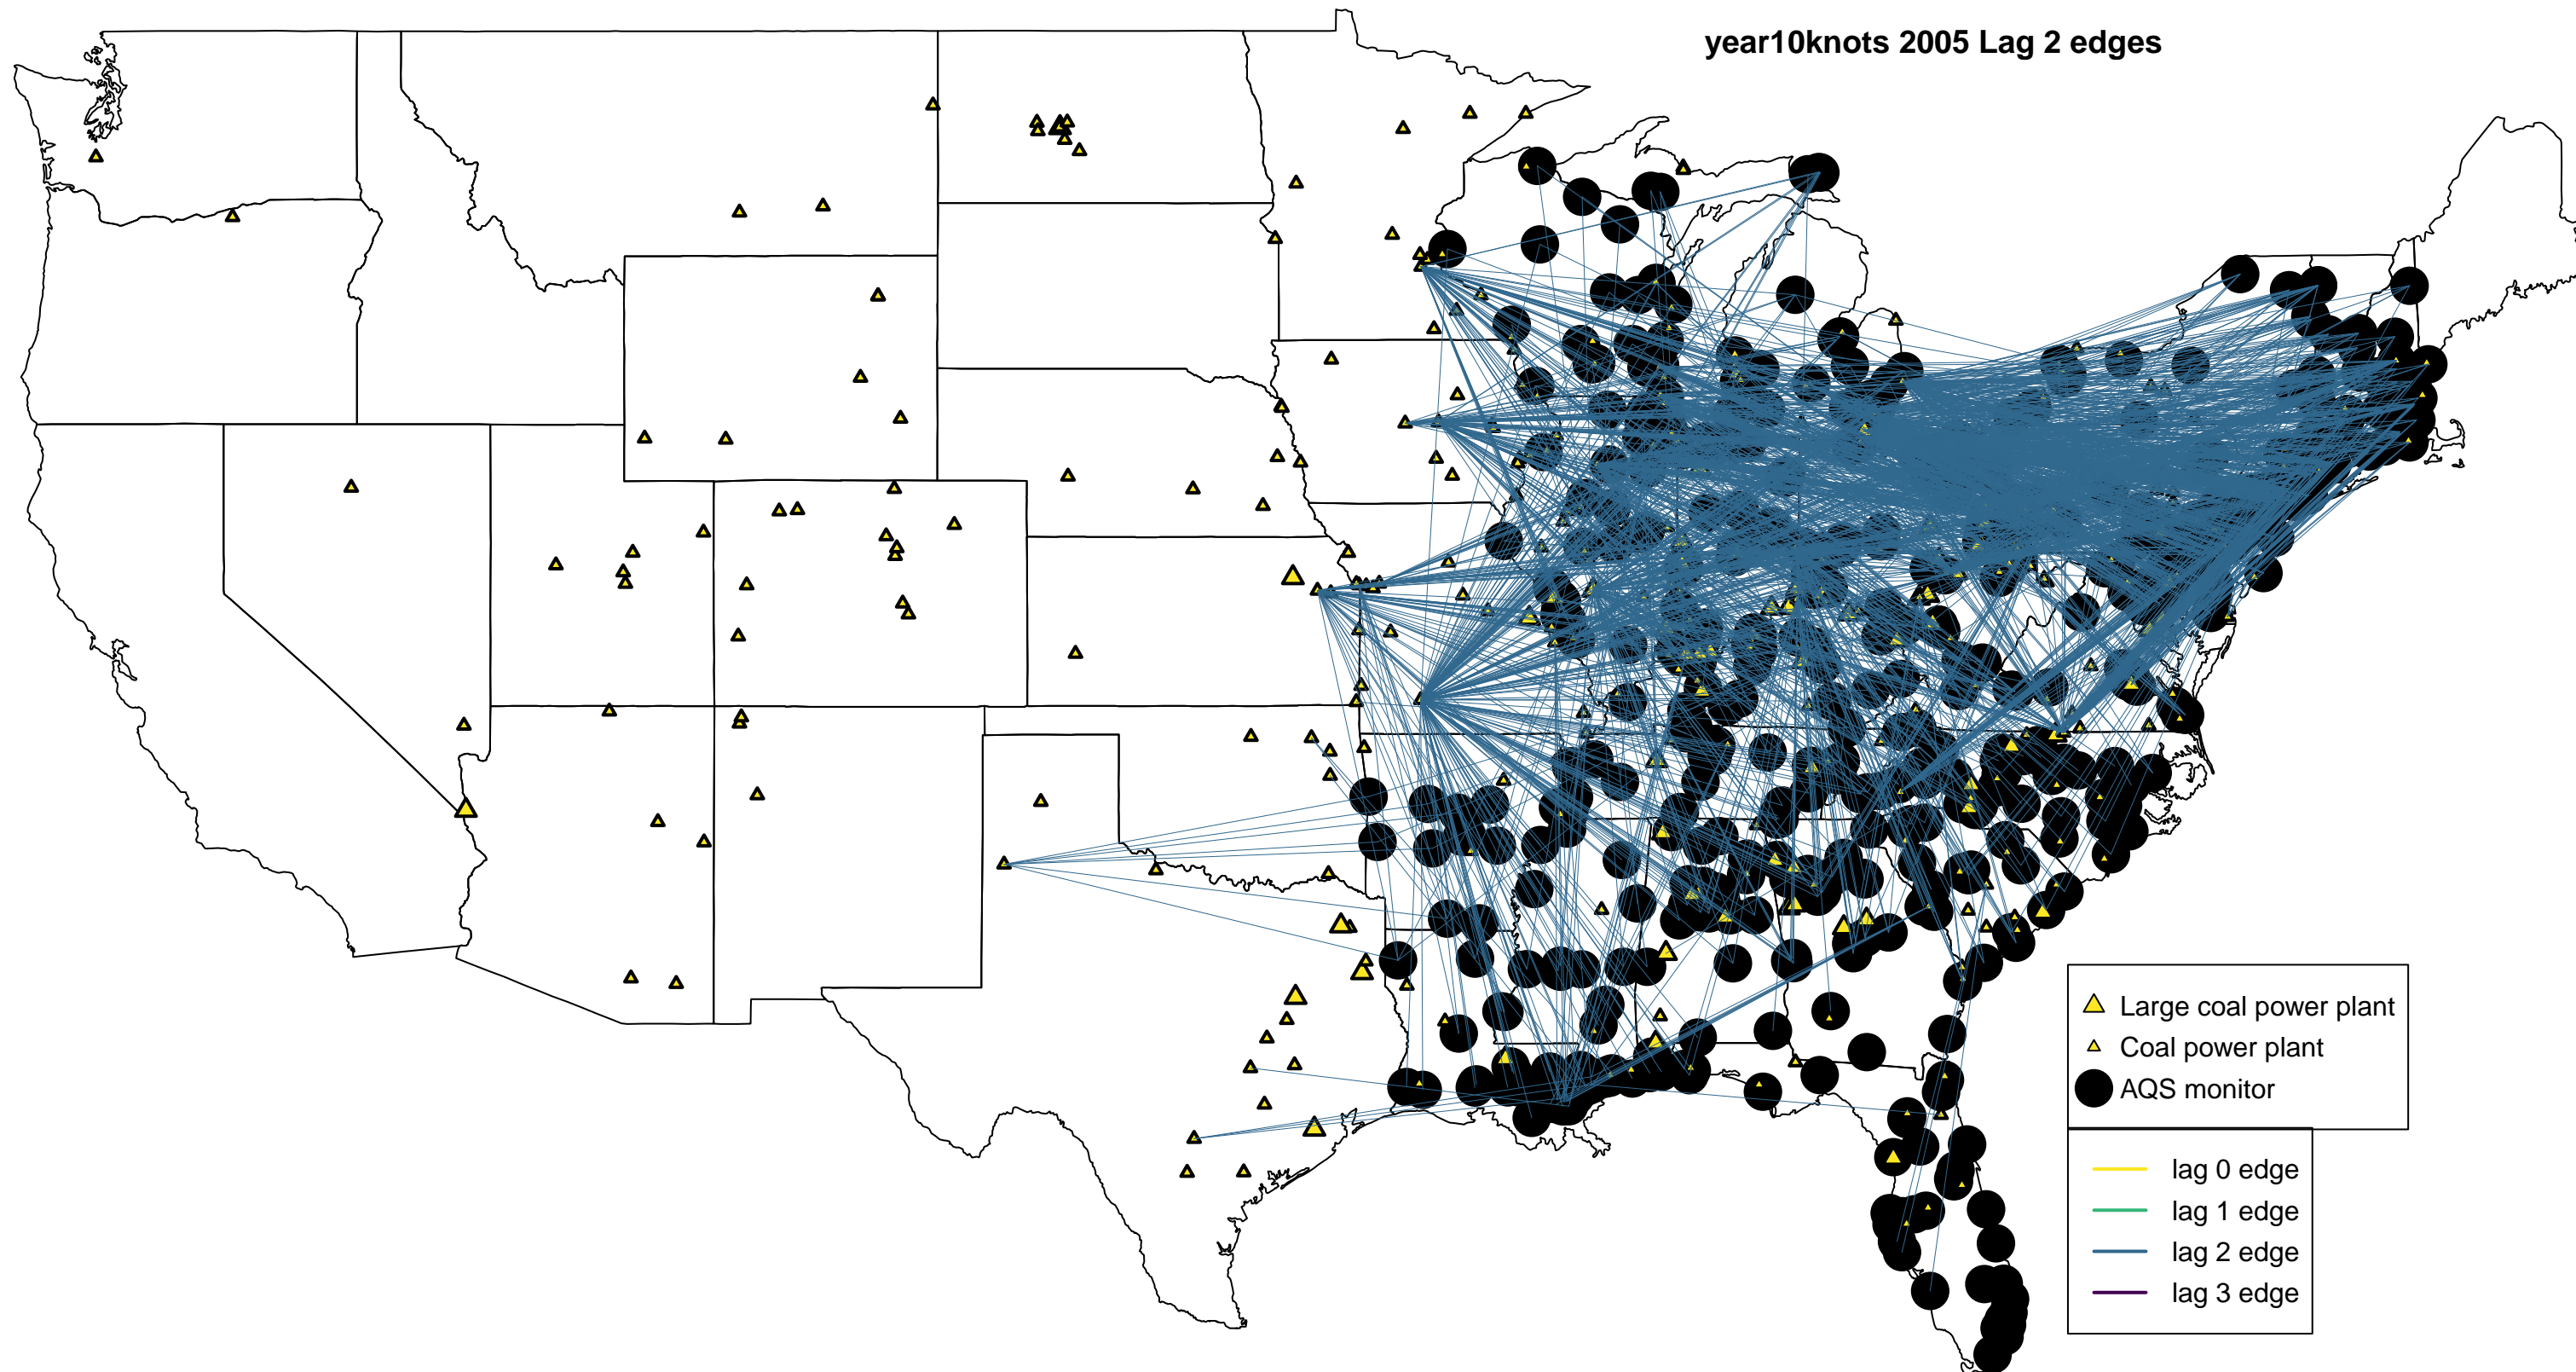 year10knots 2005 Lag 2 edges
Large coal power plant
Coal power plant
AQS monitor
lag 0 edge
lag 1 edge
lag 2 edge
lag 3 edge